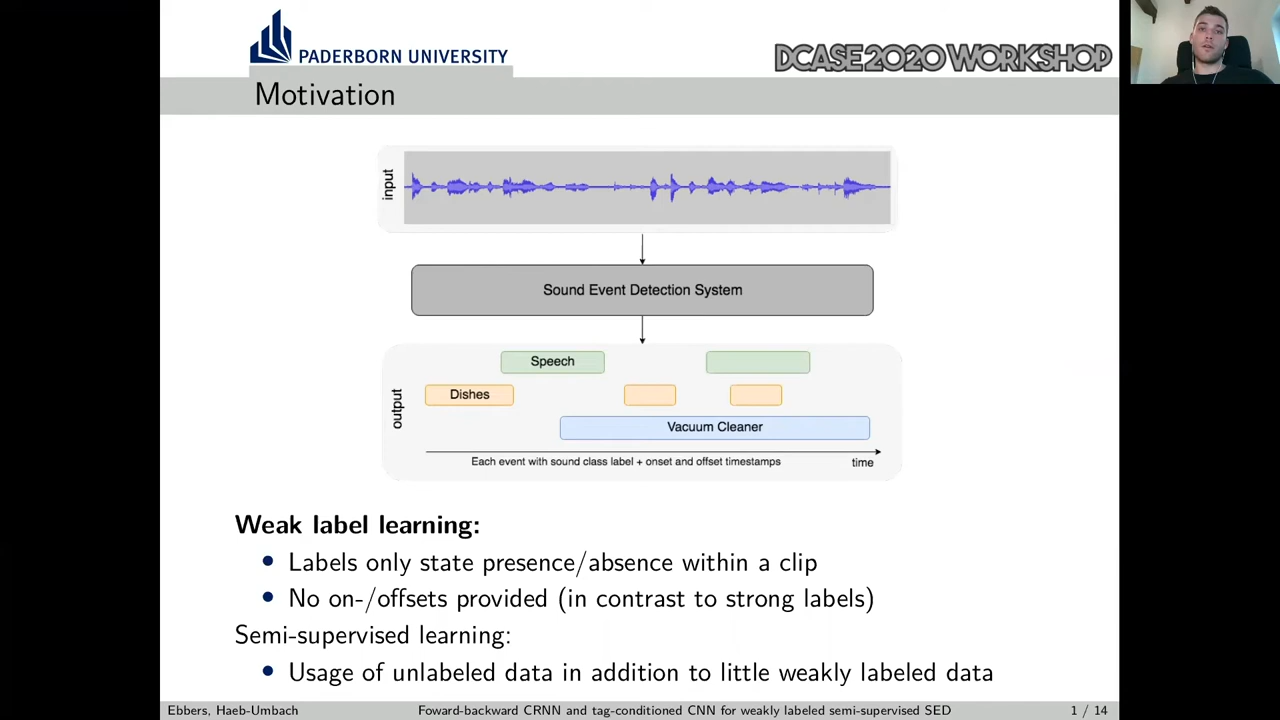 PADERBORN UNIVERSITY
DCASE2020 WORKSHOP
Motivation
input
Sound Event Detection System
Speech
Dishes
output
Vacuum Cleaner
Each event with sound class label + onset and offset timestamps
time
Weak label learning:
• Labels only state presence/absence within a clip
• No on-/offsets provided (in contrast to strong labels)
Semi-supervised learning:
• Usage of unlabeled data in addition to little weakly labeled data
Ebbers, Haeb-Umbach
Foward-backward CRNN and tag-conditioned CNN for weakly labeled semi-supervised SED
1 / 14